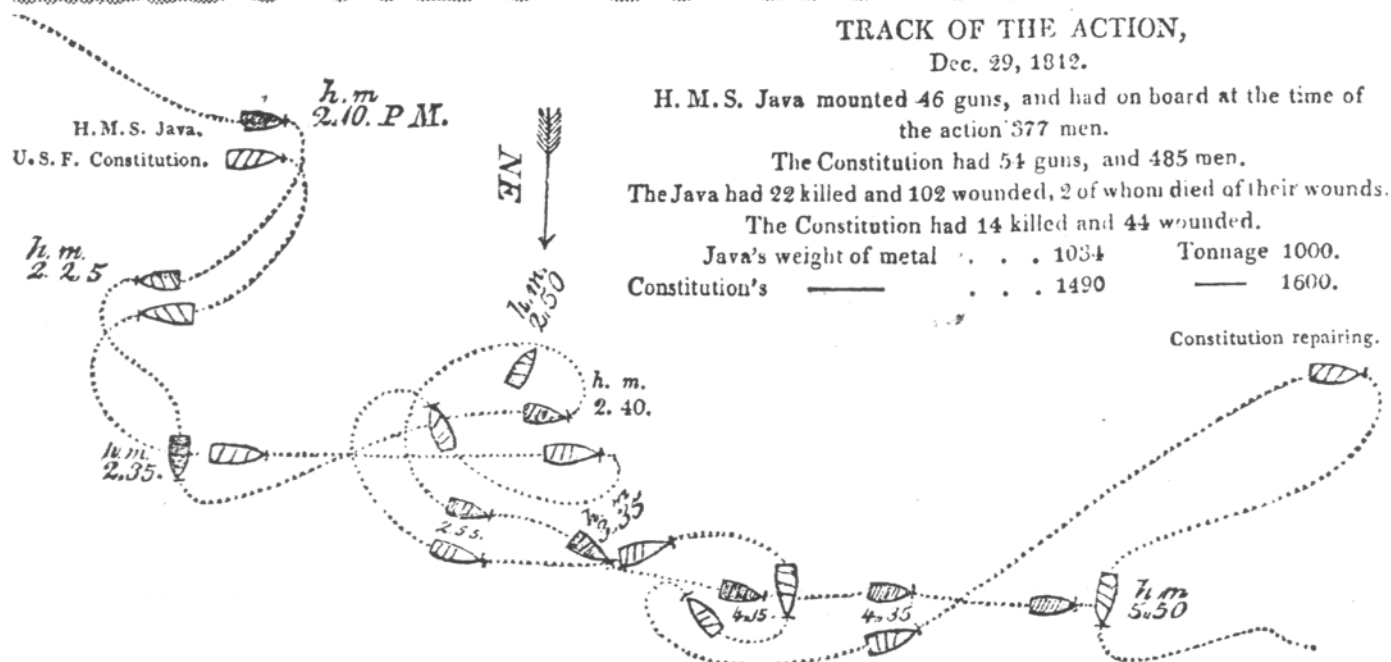 TRACK OF THE ACTION,
Dec. 29, 1812.
H. M. S. Java mounted 46 guns, and had on board at the time of
the action 377 men.
The Constitution had 54 guns, and 485 men.
The Java had 22 killed and 102 wounded, 2 of whom died of their wounds.
The Constitution had 14 killed and 44 wounded.
Java's weight of metal . . . 1034 Tonnage 1000.
Constitution's —— . . . 1490 —— 1600.
h. m
2.10. P M.
H. M. S. Java.
U. S. F. Constitution.
NE
h. m.
2. 25
h. m.
2.50
Constitution repairing.
h. m.
2. 40.
h. m.
2.35.
2.55.
3.35
4.15.
4.35
h m
5.50